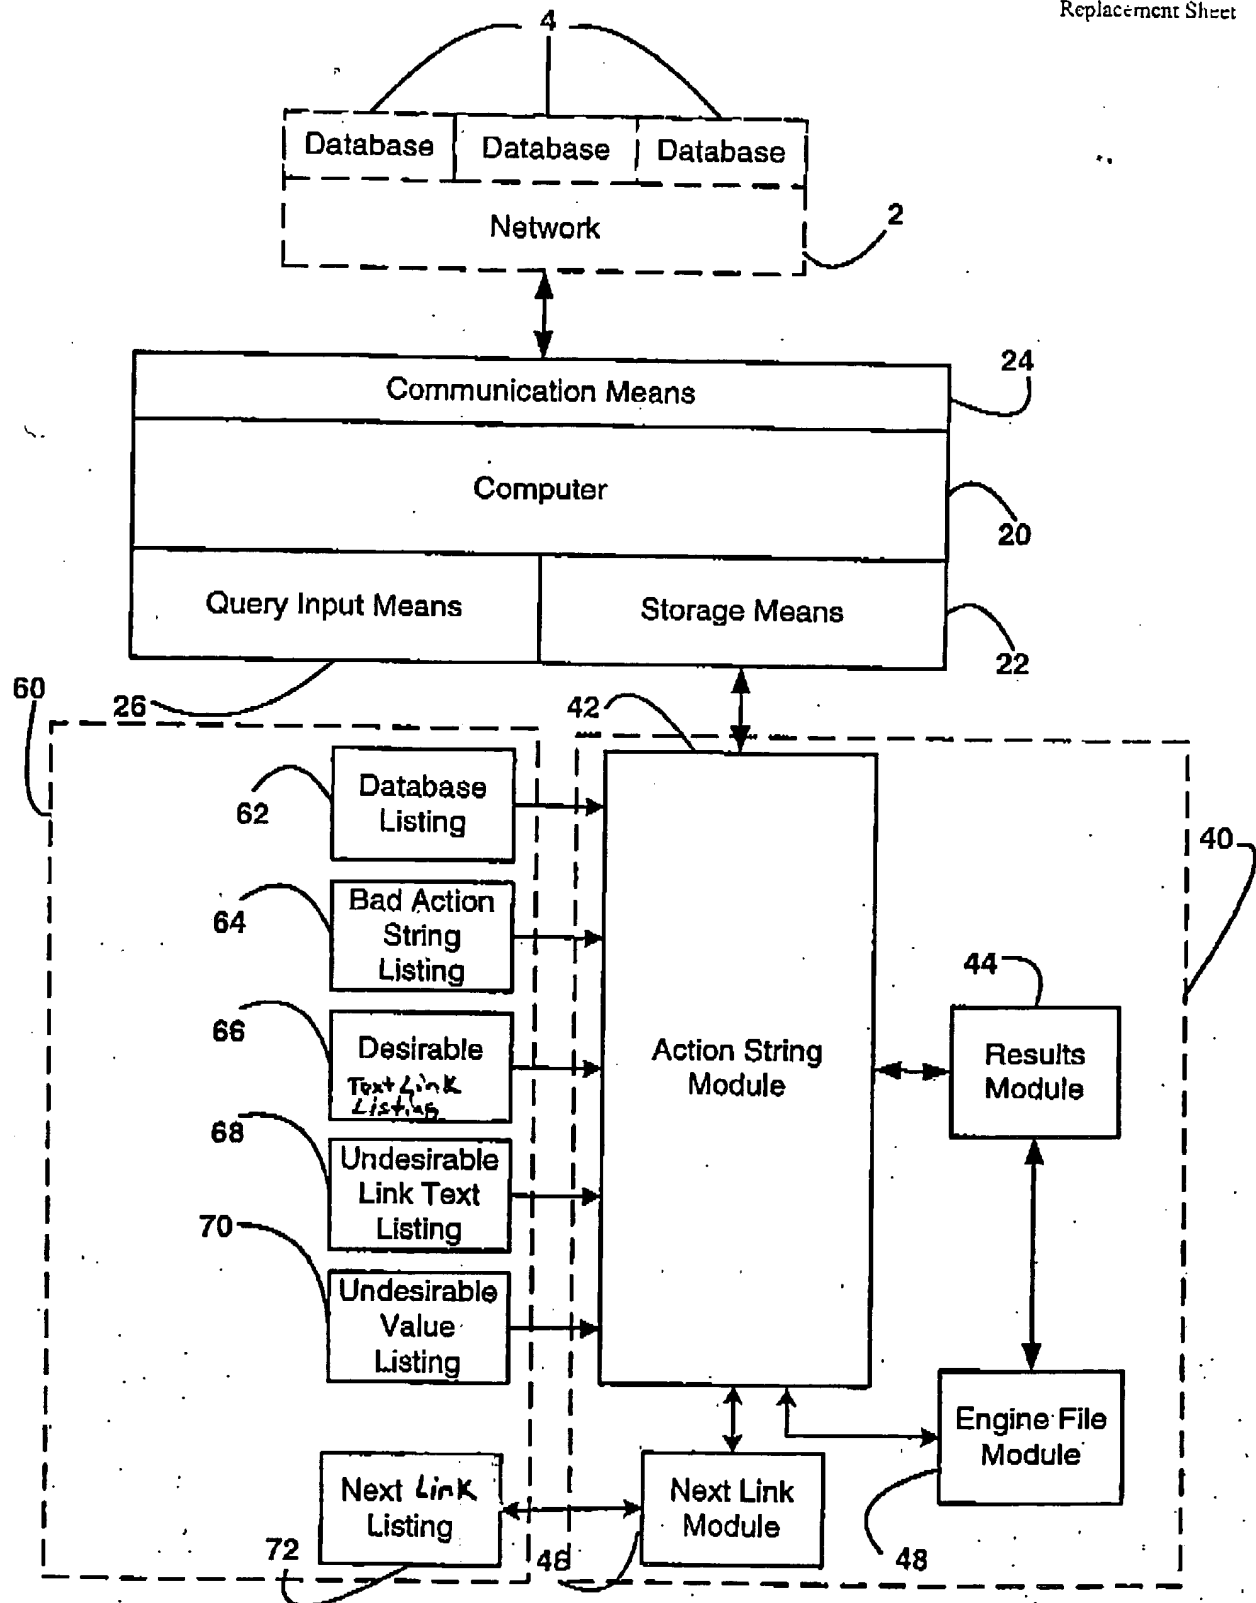 Replacement Sheet
4
Database Database Database
Network
2
Communication Means
24
Computer
20
Query Input Means
Storage Means
22
26
60
42
Database
Listing
62
Bad Action
String
Listing
64
Desirable
Text Link
Listing
66
Undesirable
Link Text
Listing
68
Undesirable
Value
Listing
70
Action String
Module
40
44
Results
Module
Engine File
Module
48
Next Link
Listing
72
Next Link
Module
46